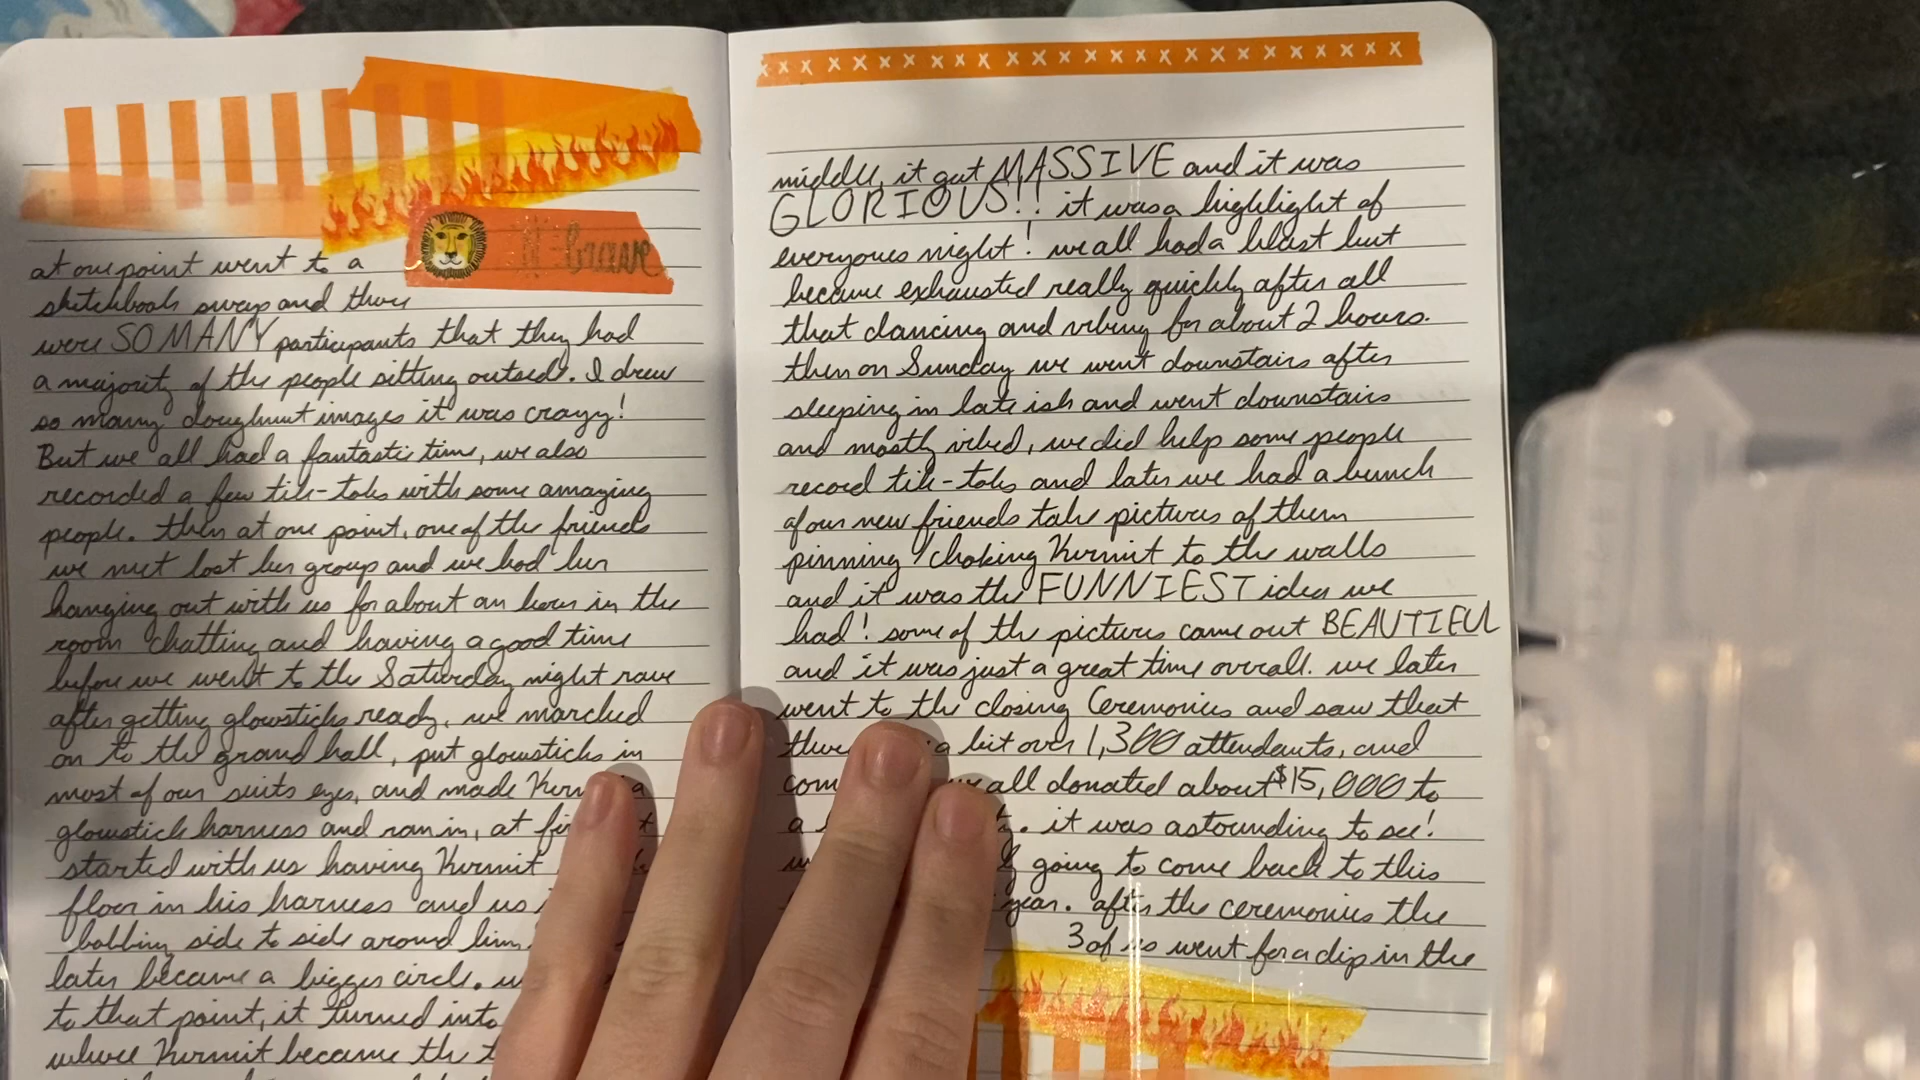 brave
at one point went to a
sketchbook swap and there
were SO MANY participants that they had
a majority of the people sitting outside. I drew
so many doughnut images it was crazy!
But we all had a fantastic time, we also
recorded a few tik-toks with some amazing
people. then at one point, one of the friends
we met lost her group and we had her
hanging out with us for about an hour in the
room chatting and having a good time
before we went to the Saturday night rave
after getting glowsticks ready, we marched
on to the grand hall, put glowsticks in
most of our suits eyes, and made Kerm a
glowstick harness and ran in, at fi
started with us having Kermit
floor in his harness and us
bobbing side to side around him.
later became a bigger circle.
to that point, it turned into
where Kermit became the
middle, it got MASSIVE and it was
GLORIOUS!! it was a highlight of
everyones night! we all had a blast but
became exhausted really quickly after all
that dancing and vibing for about 2 hours.
then on Sunday we went downstairs after
sleeping in late ish and went downstairs
and mostly vibed, we did help some people
record tik-toks and later we had a bunch
of our new friends take pictures of them
pinning/choking Kermit to the walls
and it was the FUNNIEST idea we
had! some of the pictures came out BEAUTIFUL
and it was just a great time overall. we later
went to the closing Ceremonies and saw that
there a bit over 1,300 attendants, and
com all donated about $15,000 to
a it was astounding to see!
going to come back to this
year. after the ceremonies the
3 of us went for a dip in the